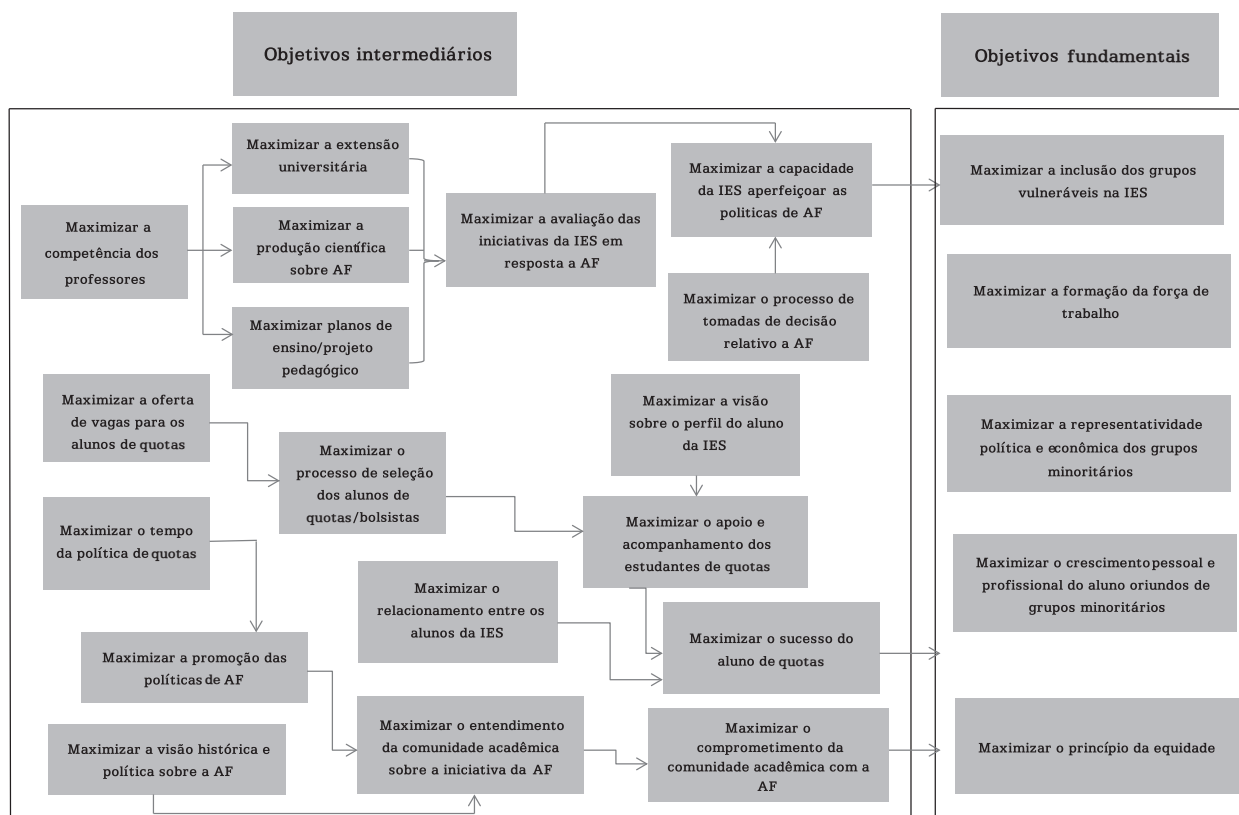 Objetivos intermediários
Objetivos fundamentais
Maximizar a
competência dos
professores
Maximizar a extensão
universitária
Maximizar a
produção científica
sobre AF
Maximizar planos de
ensino/projeto
pedagógico
Maximizar a avaliação das
iniciativas da IES em
resposta a AF
Maximizar a capacidade
da IES aperfeiçoar as
politicas de AF
Maximizar o processo de
tomadas de decisão
relativo a AF
Maximizar a oferta
de vagas para os
alunos de quotas
Maximizar o
processo de seleção
dos alunos de
quotas/bolsistas
Maximizar a visão
sobre o perfil do aluno
da IES
Maximizar o tempo
da política de quotas
Maximizar o apoio e
acompanhamento dos
estudantes de quotas
Maximizar o
relacionamento entre os
alunos da IES
Maximizar o sucesso do
aluno de quotas
Maximizar a promoção das
políticas de AF
Maximizar a visão histórica e
política sobre a AF
Maximizar o entendimento
da comunidade acadêmica
sobre a iniciativa da AF
Maximizar o
comprometimento da
comunidade acadêmica com a
AF
Maximizar a inclusão dos grupos
vulneráveis na IES
Maximizar a formação da força de
trabalho
Maximizar a representatividade
política e econômica dos grupos
minoritários
Maximizar o crescimento pessoal e
profissional do aluno oriundos de
grupos minoritários
Maximizar o princípio da equidade